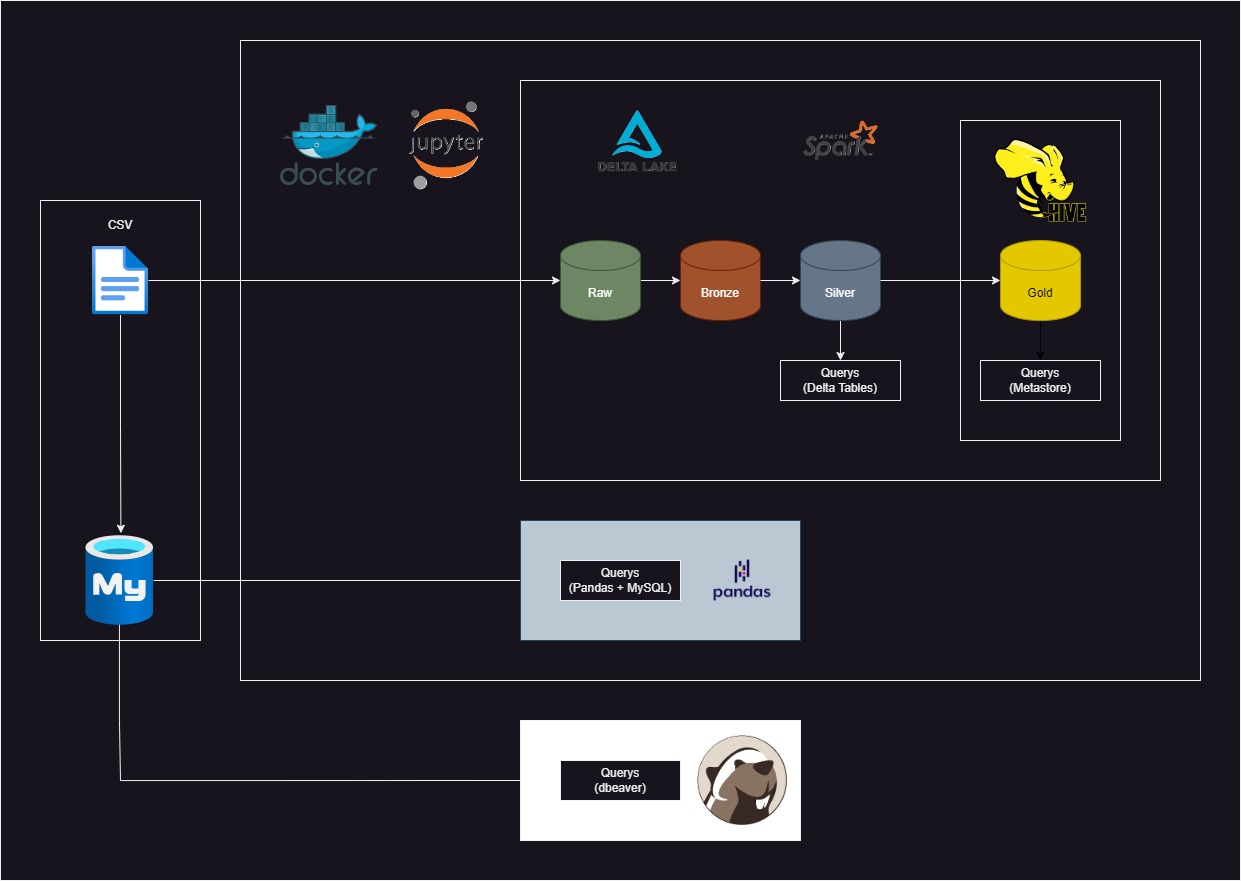 docker
jupyter
DELTA LAKE
APACHE
Spark
HIVE
CSV
Raw
Bronze
Silver
Gold
Querys
(Delta Tables)
Querys
(Metastore)
My
Querys
(Pandas + MySQL)
pandas
Querys
(dbeaver)